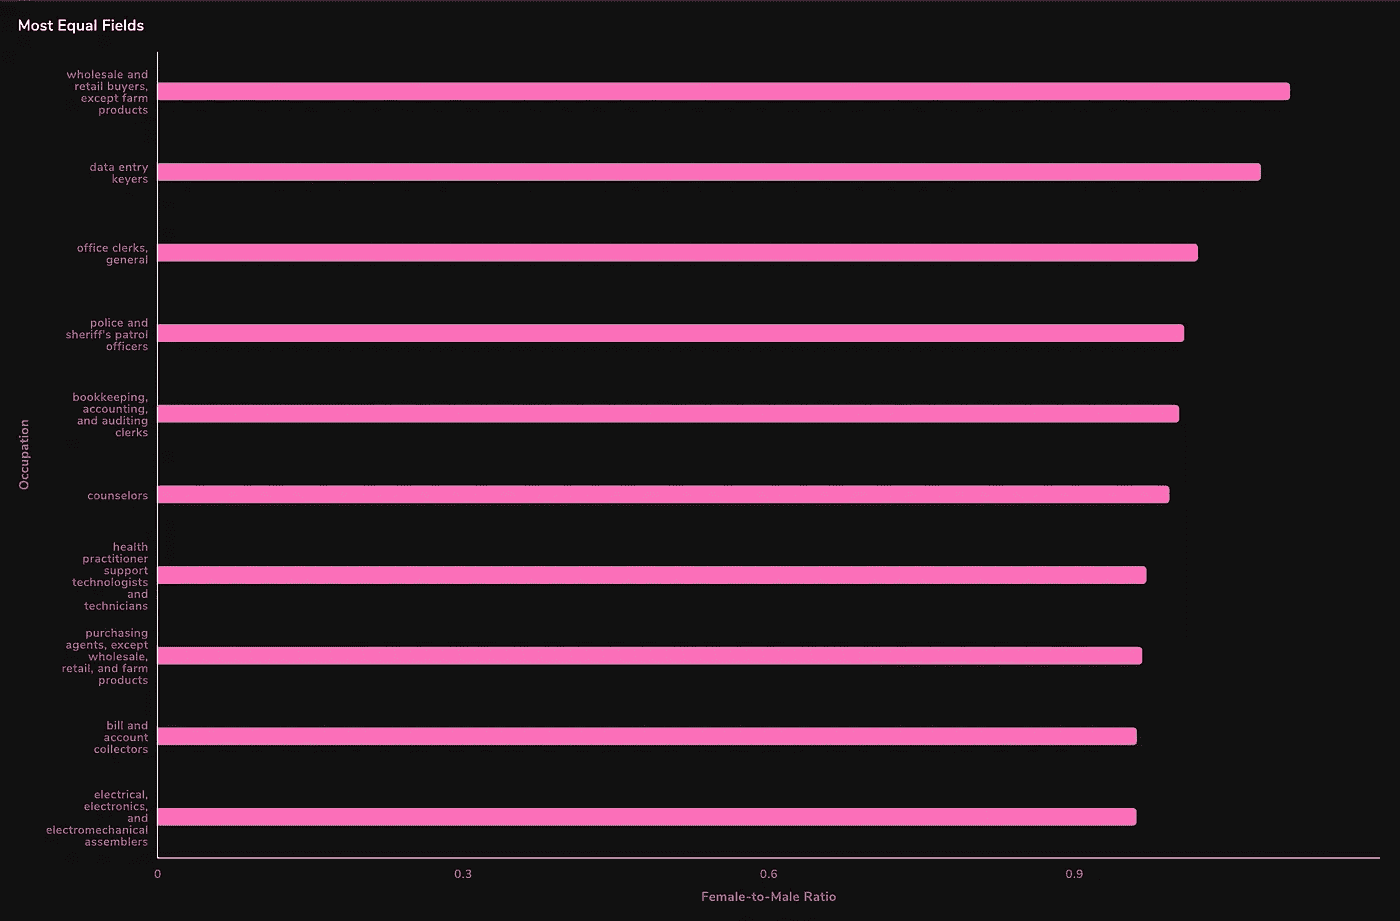 Most Equal Fields
wholesale and
retail buyers,
except farm
products
data entry
keyers
office clerks,
general
police and
sheriff's patrol
officers
bookkeeping,
accounting,
and auditing
clerks
counselors
health
practitioner
support
technologists
and
technicians
purchasing
agents, except
wholesale,
retail, and farm
products
bill and
account
collectors
electrical,
electronics,
and
electromechanical
assemblers
Occupation
0 0.3 0.6 0.9
Female-to-Male Ratio